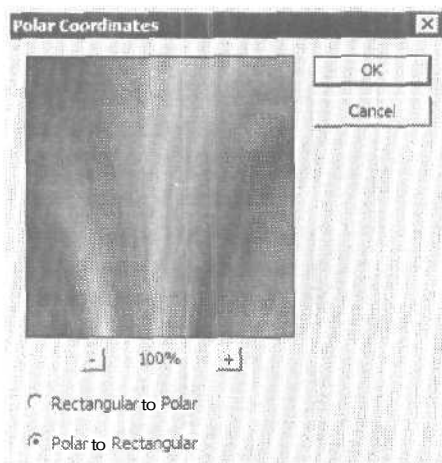 Polar Coordinates
OK
Cancel
- 100% +
Rectangular to Polar
Polar to Rectangular